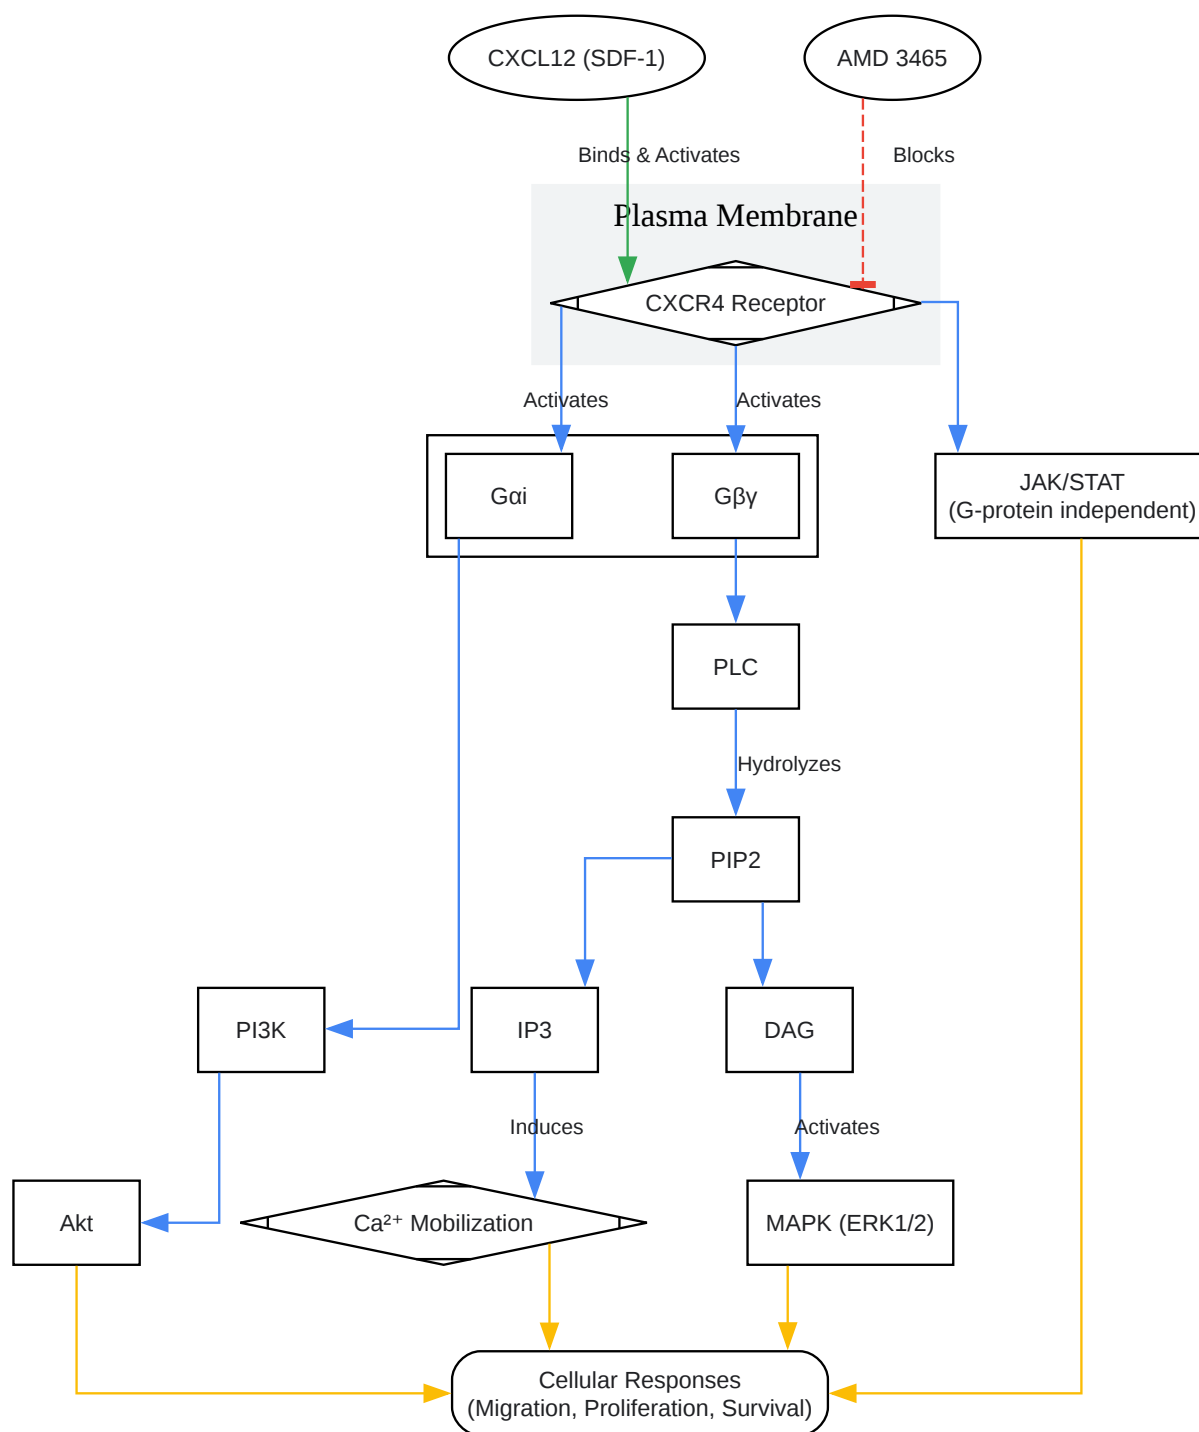 CXCL12 (SDF-1)
AMD 3465
Binds & Activates
Blocks
Plasma Membrane
CXCR4 Receptor
Activates
Activates
Gαi
Gβγ
JAK/STAT
(G-protein independent)
PLC
Hydrolyzes
PIP2
PI3K
IP3
DAG
Induces
Activates
Akt
Ca²⁺ Mobilization
MAPK (ERK1/2)
Cellular Responses
(Migration, Proliferation, Survival)